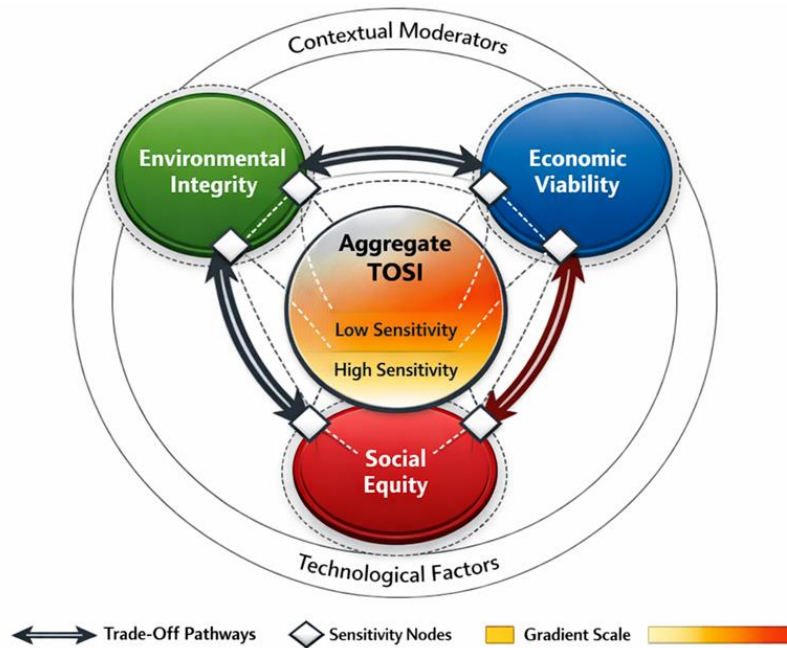 Contextual Moderators
Environmental
Integrity
Economic
Viability
Aggregate
TOSI
Low Sensitivity
High Sensitivity
Social
Equity
Technological Factors
Trade-Off Pathways
Sensitivity Nodes
Gradient Scale